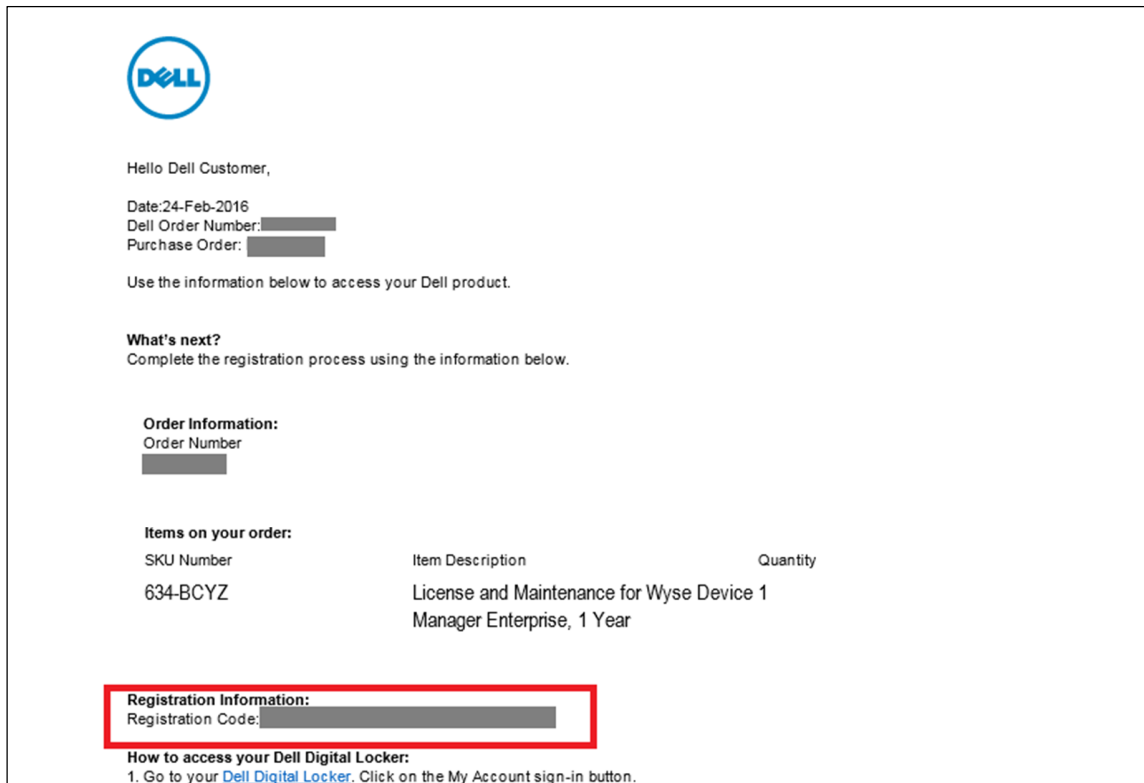 DELL
Hello Dell Customer,
Date:24-Feb-2016
Dell Order Number:
Purchase Order:
Use the information below to access your Dell product.
What's next?
Complete the registration process using the information below.
Order Information:
Order Number
Items on your order:
SKU Number Item Description Quantity
634-BCYZ License and Maintenance for Wyse Device 1
Manager Enterprise, 1 Year
Registration Information:
Registration Code:
How to access your Dell Digital Locker:
1. Go to your Dell Digital Locker. Click on the My Account sign-in button.